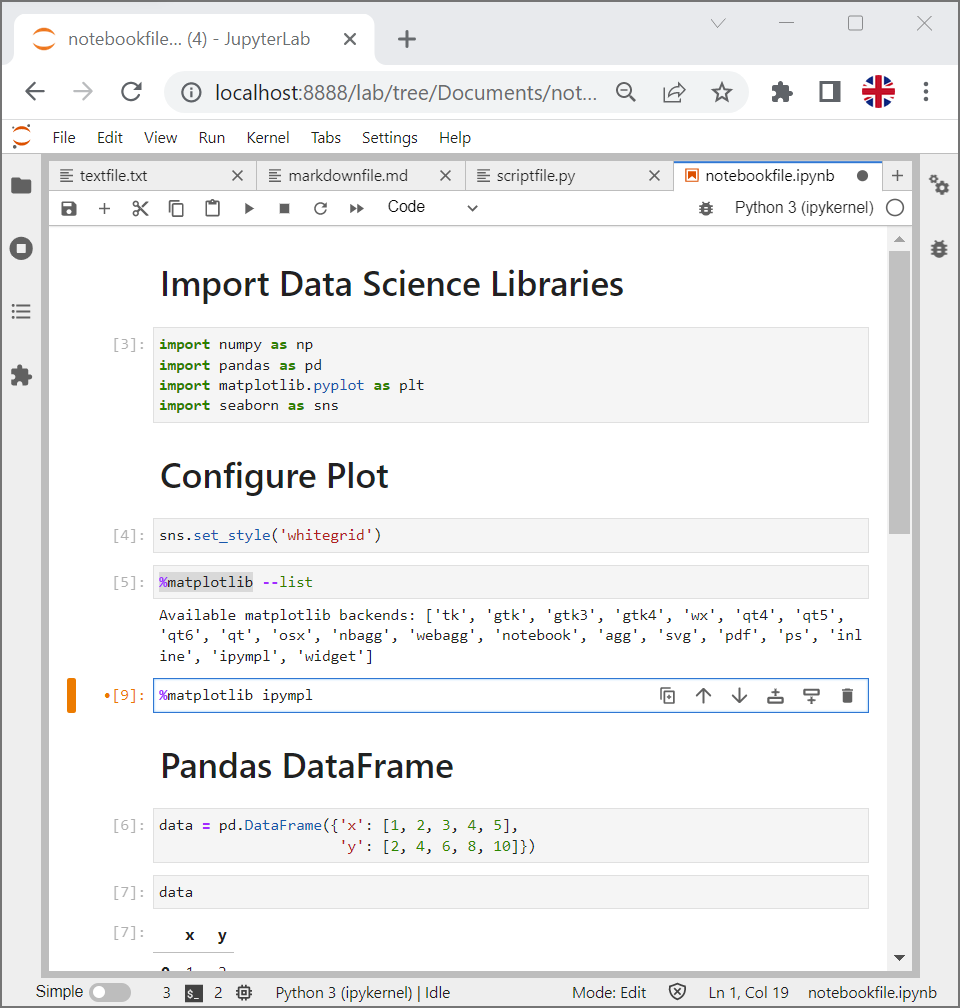 notebookfile... (4) - JupyterLab
localhost:8888/lab/tree/Documents/not...
File Edit View Run Kernel Tabs Settings Help
textfile.txt markdownfile.md scriptfile.py notebookfile.ipynb
Code Python 3 (ipykernel)
Import Data Science Libraries
[3]: import numpy as np
import pandas as pd
import matplotlib.pyplot as plt
import seaborn as sns
Configure Plot
[4]: sns.set_style('whitegrid')
[5]: %matplotlib --list
Available matplotlib backends: ['tk', 'gtk', 'gtk3', 'gtk4', 'wx', 'qt4', 'qt5',
'qt6', 'qt', 'osx', 'nbagg', 'webagg', 'notebook', 'agg', 'svg', 'pdf', 'ps', 'inl
ine', 'ipympl', 'widget']
•[9]: %matplotlib ipympl
Pandas DataFrame
[6]: data = pd.DataFrame({'x': [1, 2, 3, 4, 5],
'y': [2, 4, 6, 8, 10]})
[7]: data
[7]: x y
Simple 3 $_ 2 Python 3 (ipykernel) | Idle Mode: Edit Ln 1, Col 19 notebookfile.ipynb